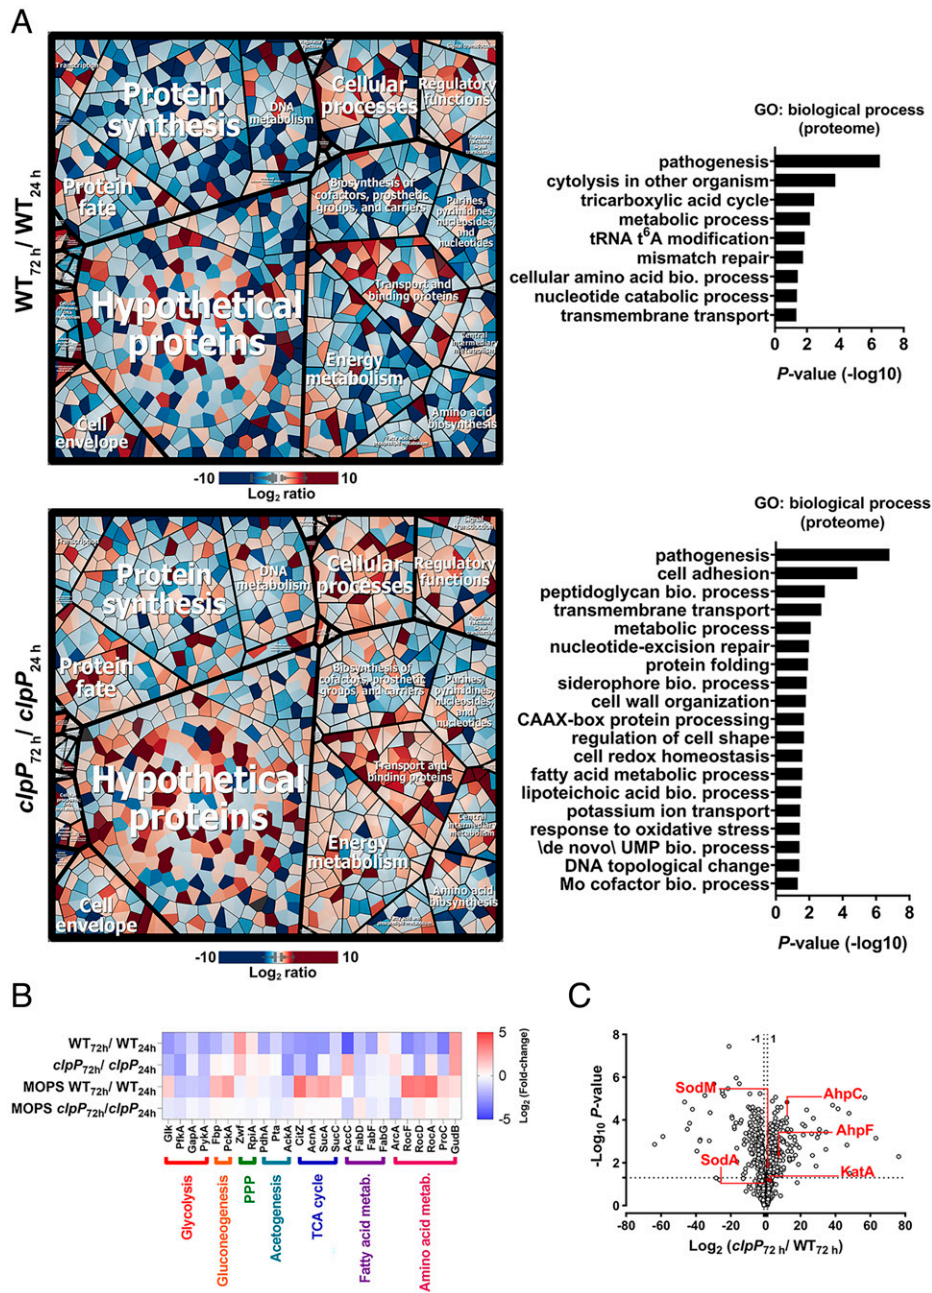 A
WT72 h/ WT24 h
Transcription
Protein
synthesis
DNA
metabolism
Cellular
processes
Regulatory
functions
Signal transduction
Protein
fate
Biosynthesis of
cofactors, prosthetic
groups, and carriers
Purines,
pyrimidines,
nucleosides,
and
nucleotides
Hypothetical
proteins
Transport and
binding proteins
Central
intermediary
metabolism
Energy
metabolism
Amino acid
biosynthesis
Cell
envelope
-10 10
Log2 ratio
GO: biological process
(proteome)
pathogenesis
cytolysis in other organism
tricarboxylic acid cycle
metabolic process
tRNA t6A modification
mismatch repair
cellular amino acid bio. process
nucleotide catabolic process
transmembrane transport
0 2 4 6 8
P-value (-log10)
clpP72 h/ clpP24 h
Transcription
Protein
synthesis
DNA
metabolism
Cellular
processes
Regulatory
functions
Signal
transduction
Protein
fate
Biosynthesis of
cofactors, prosthetic
groups, and carriers
Purines,
pyrimidines,
nucleosides,
and
nucleotides
Hypothetical
proteins
Transport and
binding proteins
Central
intermediary
metabolism
Energy
metabolism
Amino acid
biosynthesis
Cell
envelope
-10 10
Log2 ratio
GO: biological process
(proteome)
pathogenesis
cell adhesion
peptidoglycan bio. process
transmembrane transport
metabolic process
nucleotide-excision repair
protein folding
siderophore bio. process
cell wall organization
CAAX-box protein processing
regulation of cell shape
cell redox homeostasis
fatty acid metabolic process
lipoteichoic acid bio. process
potassium ion transport
response to oxidative stress
\de novo\ UMP bio. process
DNA topological change
Mo cofactor bio. process
0 2 4 6 8
P-value (-log10)
B
WT72h/ WT24h
clpP72h/ clpP24h
MOPS WT72h/ WT24h
MOPS clpP72h/clpP24h
5
0
-5
Log2 (Fold-change)
Glk
PfkA
GapA
PykA
Fbp
PckA
Zwf
RpiA
PdhA
Pta
AckA
CitZ
AcnA
SucA
SdhA
AccC
FabD
FabF
FabG
ArcA
RocF
RocD
RocA
ProC
GudB
Glycolysis
Gluconeogenesis
PPP
Acetogenesis
TCA cycle
Fatty acid metab.
Amino acid metab.
C
-1 1
8
6
4
2
0
-Log10 P-value
SodM
AhpC
AhpF
SodA
KatA
-80 -60 -40 -20 0 20 40 60 80
Log2 (clpP72 h/ WT72 h)